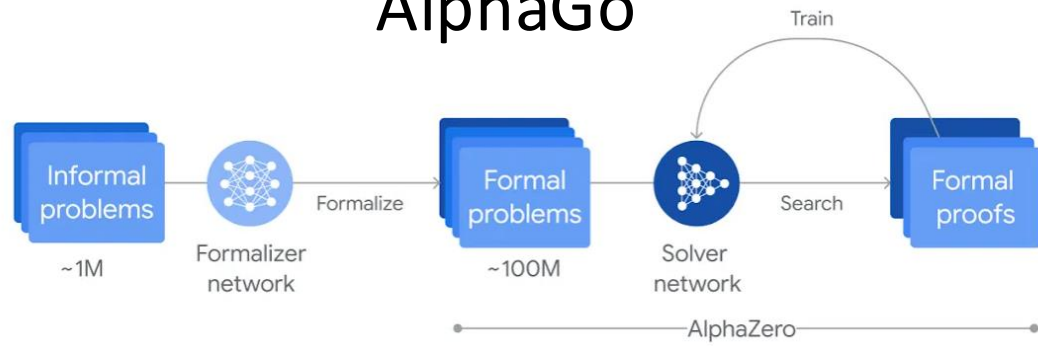 AlphaGo
Train
Informal
problems
Formalize
Formal
problems
Search
Formal
proofs
~1M
Formalizer
network
~100M
Solver
network
AlphaZero